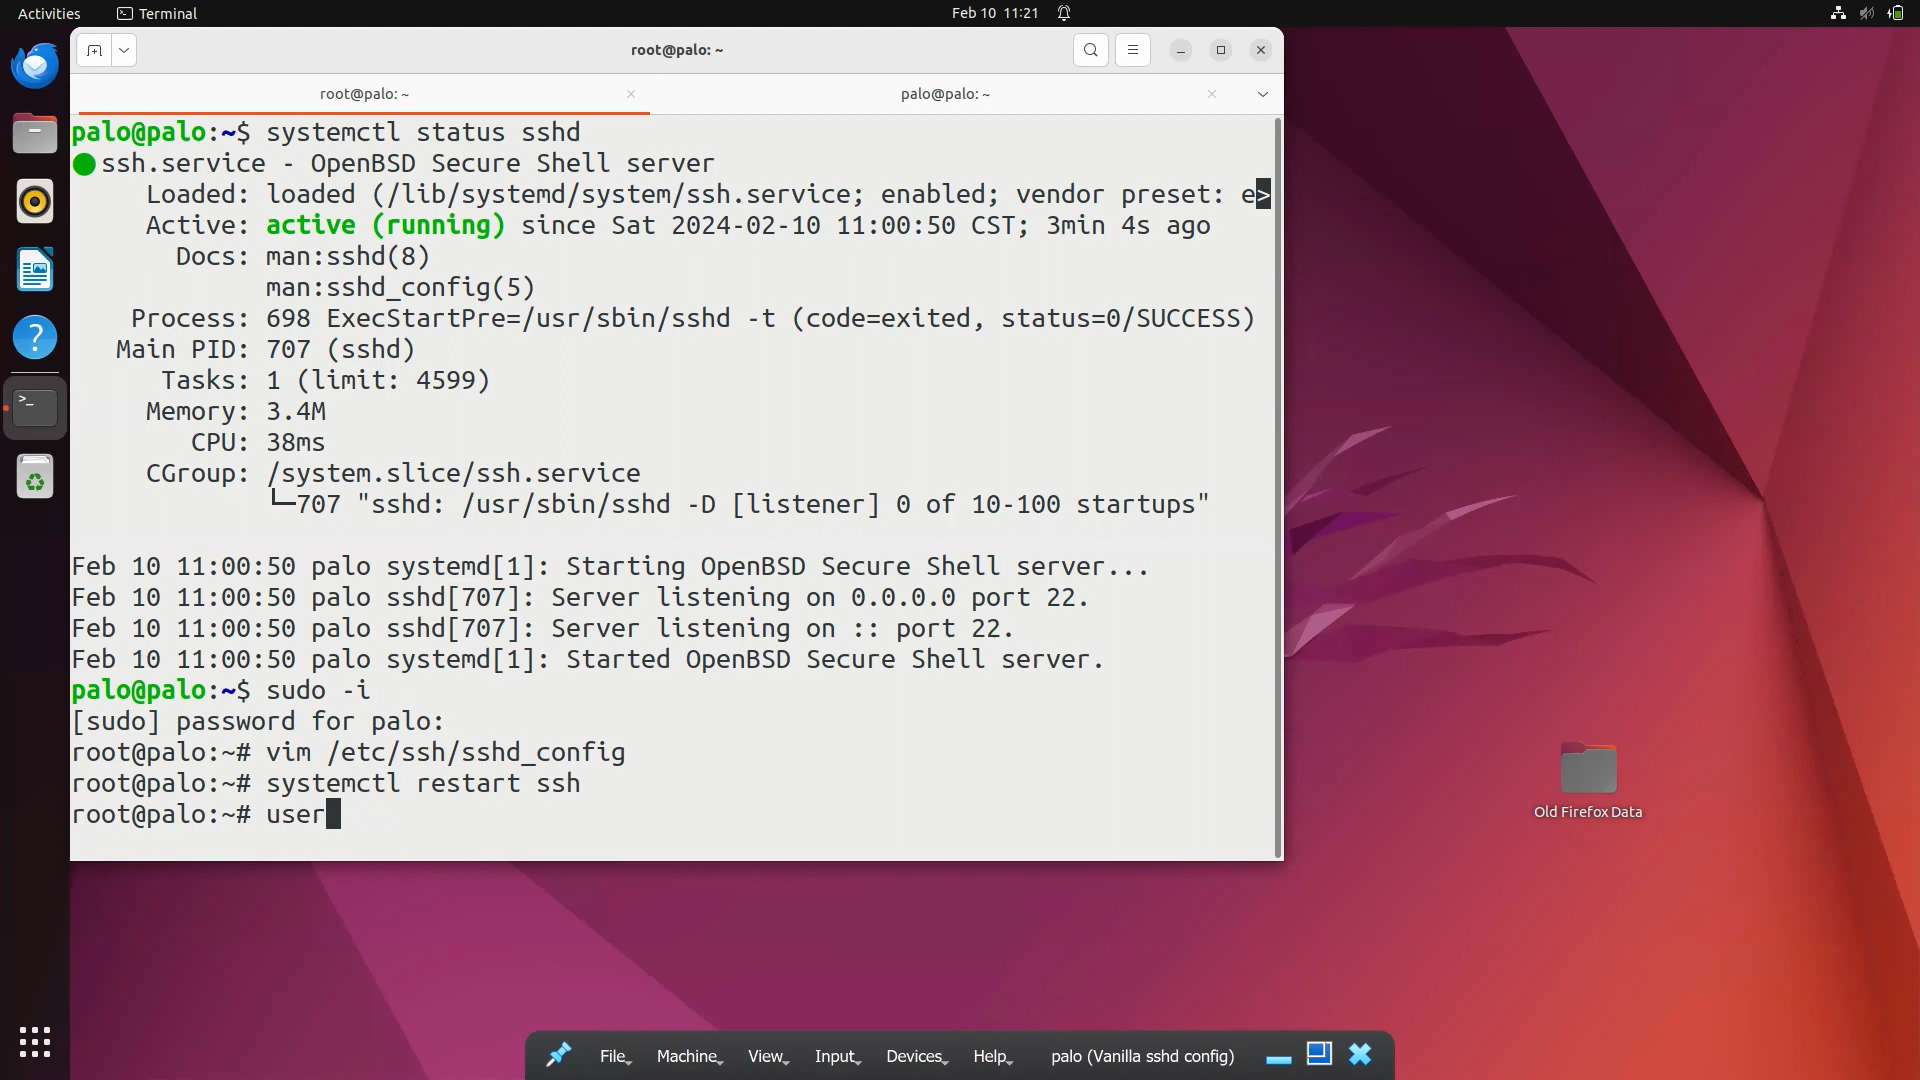 Activities
Terminal
Feb 10 11:21
root@palo: ~
root@palo: ~
palo@palo: ~
palo@palo:~$ systemctl status sshd
ssh.service - OpenBSD Secure Shell server
Loaded: loaded (/lib/systemd/system/ssh.service; enabled; vendor preset: e>
Active: active (running) since Sat 2024-02-10 11:00:50 CST; 3min 4s ago
Docs: man:sshd(8)
man:sshd_config(5)
Process: 698 ExecStartPre=/usr/sbin/sshd -t (code=exited, status=0/SUCCESS)
Main PID: 707 (sshd)
Tasks: 1 (limit: 4599)
Memory: 3.4M
CPU: 38ms
CGroup: /system.slice/ssh.service
└─707 "sshd: /usr/sbin/sshd -D [listener] 0 of 10-100 startups"
Feb 10 11:00:50 palo systemd[1]: Starting OpenBSD Secure Shell server...
Feb 10 11:00:50 palo sshd[707]: Server listening on 0.0.0.0 port 22.
Feb 10 11:00:50 palo sshd[707]: Server listening on :: port 22.
Feb 10 11:00:50 palo systemd[1]: Started OpenBSD Secure Shell server.
palo@palo:~$ sudo -i
[sudo] password for palo:
root@palo:~# vim /etc/ssh/sshd_config
root@palo:~# systemctl restart ssh
root@palo:~# user
Old Firefox Data
File Machine View Input Devices Help palo (Vanilla sshd config)